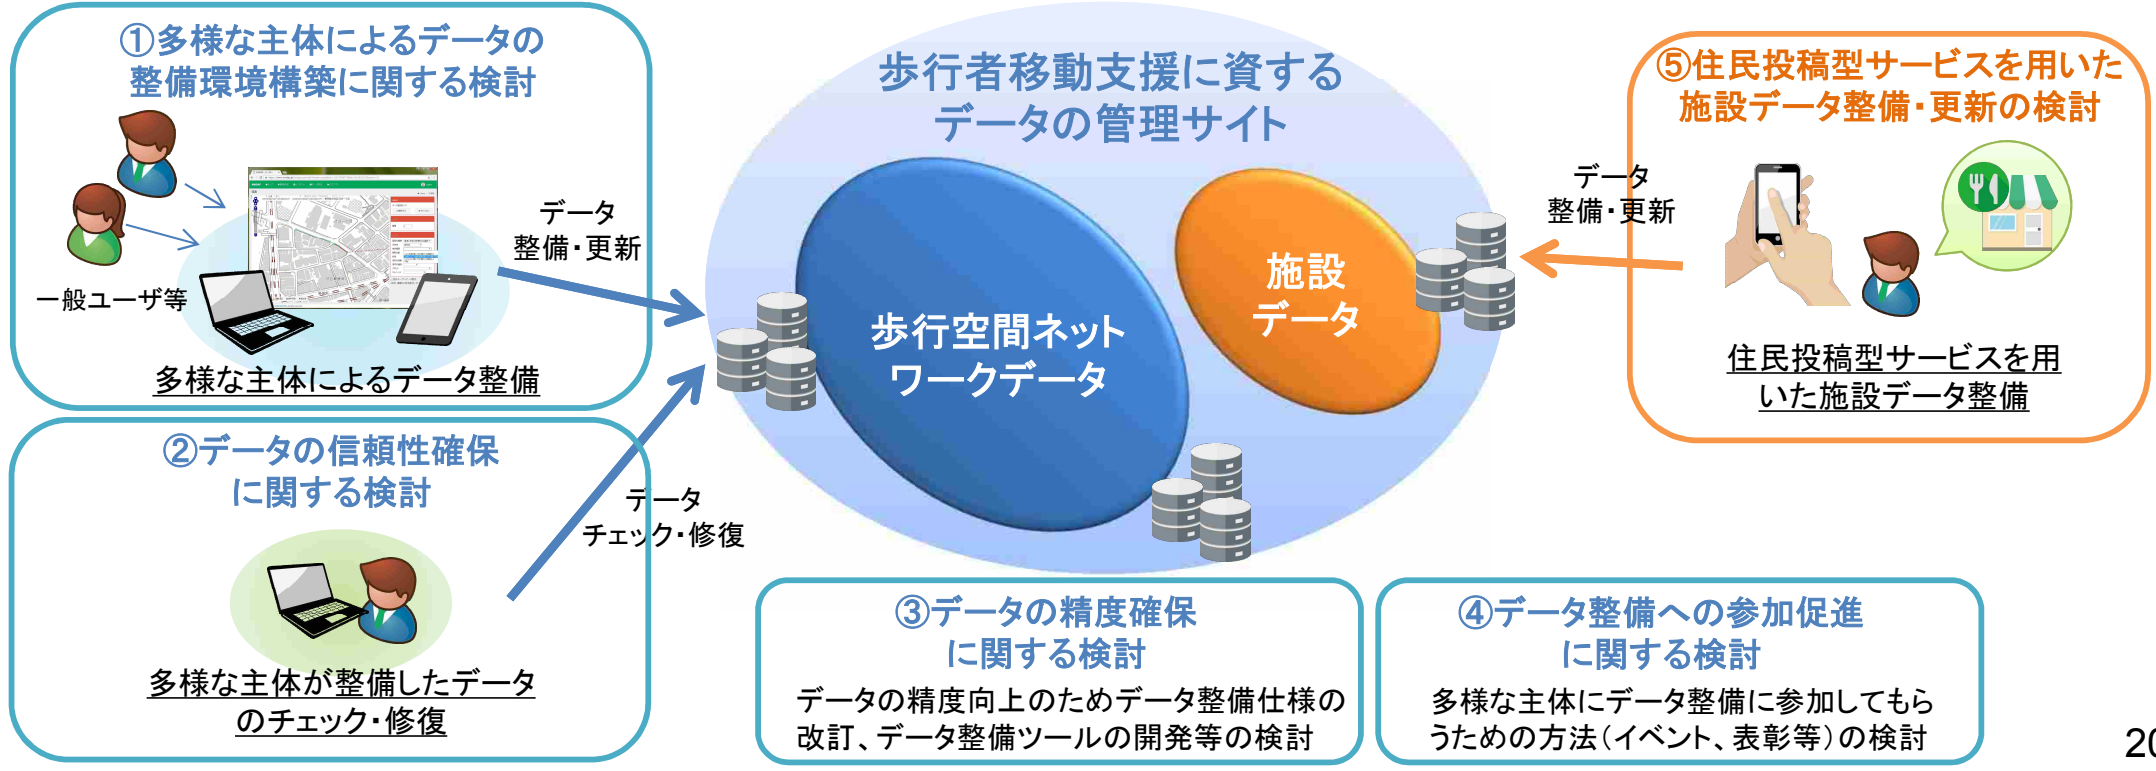 ①多様な主体によるデータの
整備環境構築に関する検討
一般ユーザ等
多様な主体によるデータ整備
データ
整備・更新
②データの信頼性確保
に関する検討
多様な主体が整備したデータ
のチェック・修復
データ
チェック・修復
歩行者移動支援に資する
データの管理サイト
歩行空間ネット
ワークデータ
施設
データ
③データの精度確保
に関する検討
データの精度向上のためデータ整備仕様の
改訂、データ整備ツールの開発等の検討
④データ整備への参加促進
に関する検討
多様な主体にデータ整備に参加してもら
うための方法（イベント、表彰等）の検討
データ
整備・更新
⑤住民投稿型サービスを用いた
施設データ整備・更新の検討
住民投稿型サービスを用
いた施設データ整備